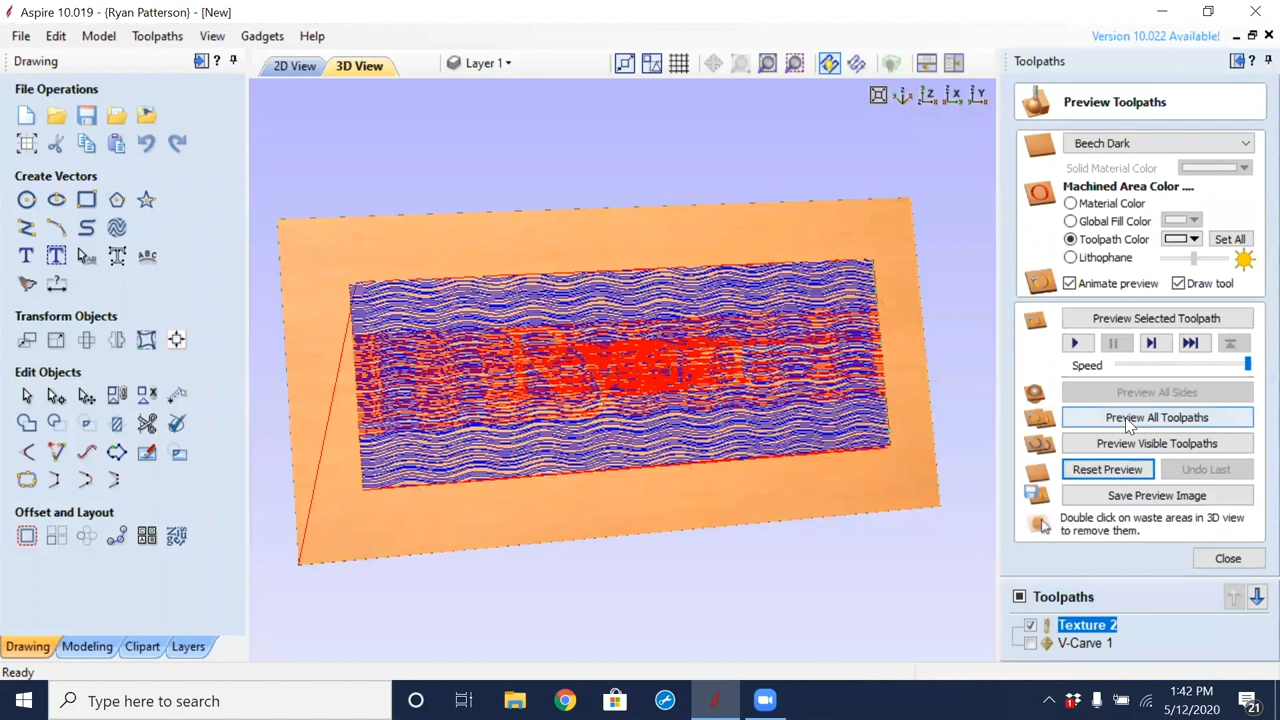 Aspire 10.019 - {Ryan Patterson} - [New]
File Edit Model Toolpaths View Gadgets Help
Version 10.022 Available!
Drawing
2D View
3D View
Layer 1
Toolpaths
File Operations
Create Vectors
Transform Objects
Edit Objects
Offset and Layout
Drawing Modeling Clipart Layers
Ready
Preview Toolpaths
Beech Dark
Solid Material Color
Machined Area Color ....
Material Color
Global Fill Color
Toolpath Color
Set All
Lithophane
Animate preview
Draw tool
Preview Selected Toolpath
Speed
Preview All Sides
Preview All Toolpaths
Preview Visible Toolpaths
Reset Preview
Undo Last
Save Preview Image
Double click on waste areas in 3D view
to remove them.
Close
Toolpaths
Texture 2
V-Carve 1
Type here to search
1:42 PM
5/12/2020
21